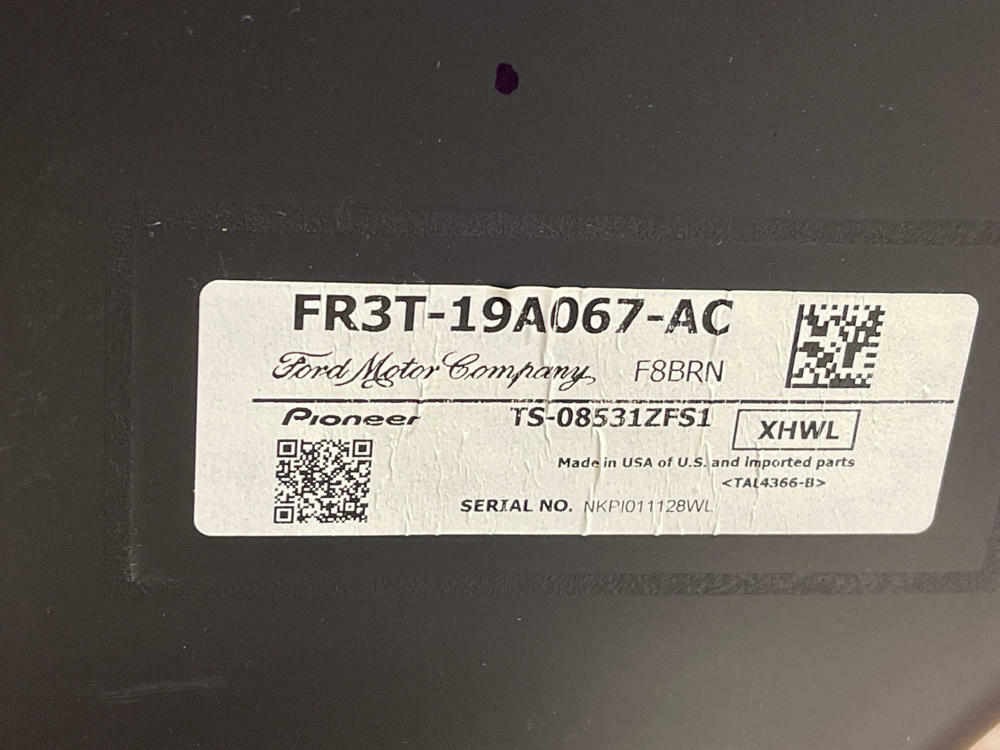 FR3T-19A067-AC
Ford Motor Company F8BRN
Pioneer TS-08531ZFS1 XHWL
Made in USA of U.S. and imported parts
<TAL4366-B>
SERIAL NO. NKPI011128WL